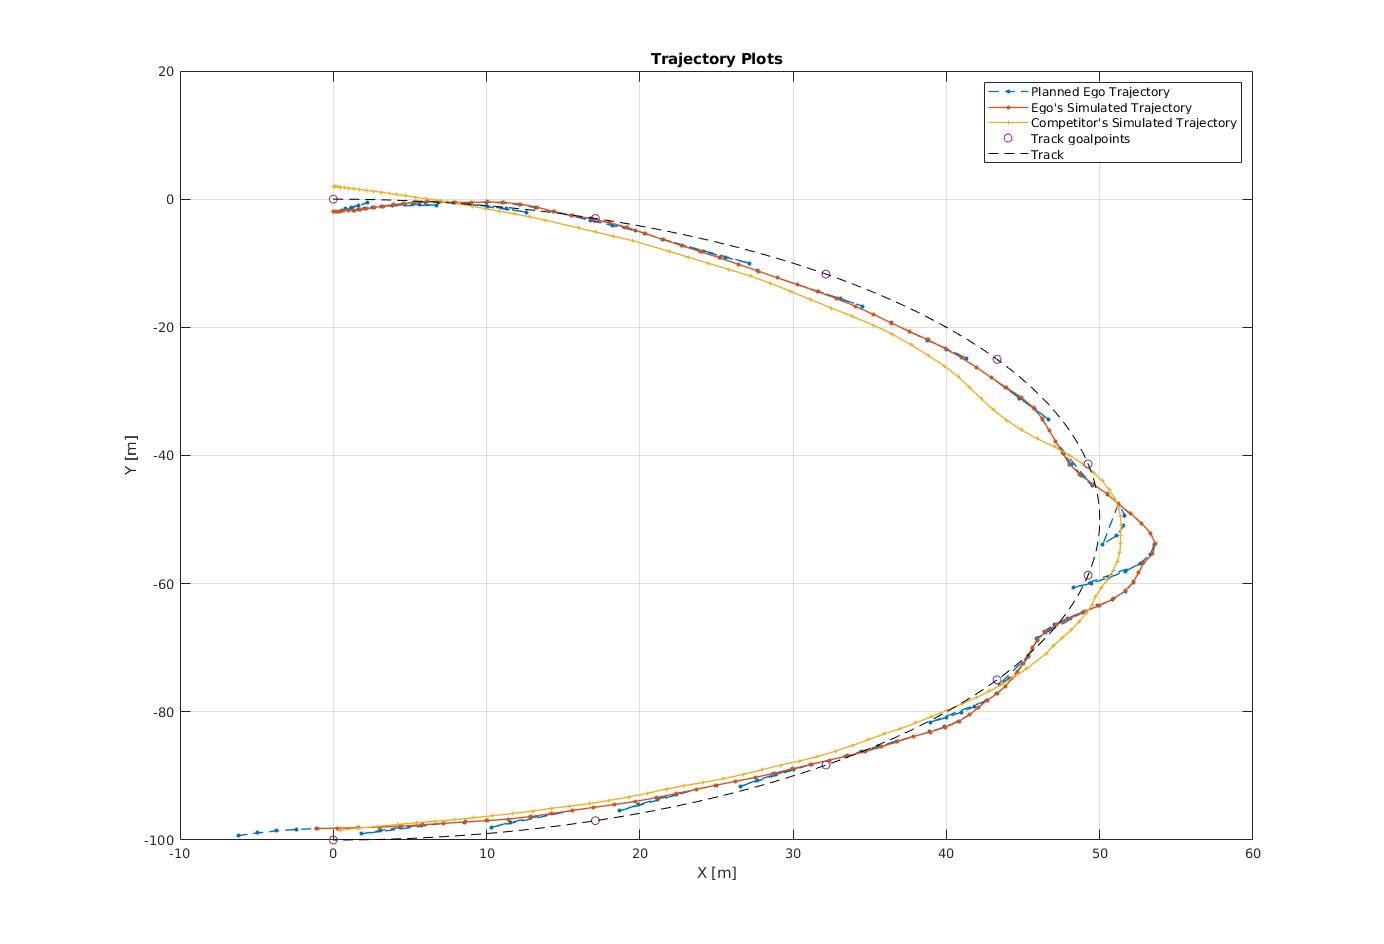 Trajectory Plots
Planned Ego Trajectory
Ego's Simulated Trajectory
Competitor's Simulated Trajectory
Track goalpoints
Track
20
0
-20
-40
-60
-80
-100
Y [m]
-10
0
10
20
30
40
50
60
X [m]